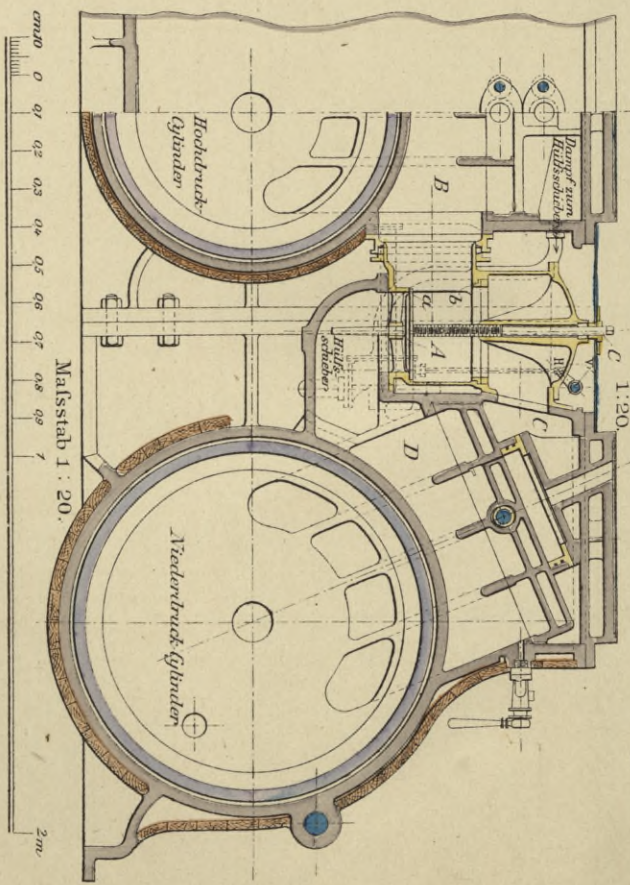 1:20.
Dampf zum
Hülfsschieber
Hochdruck-
Cylinder
B
b
a
A
C
H
V
C
D
Hülfs-
schieber
Niederdruck-Cylinder
Maſsstab 1:20.
cm10 0 0,1 0,2 0,3 0,4 0,5 0,6 0,7 0,8 0,9 1 2m